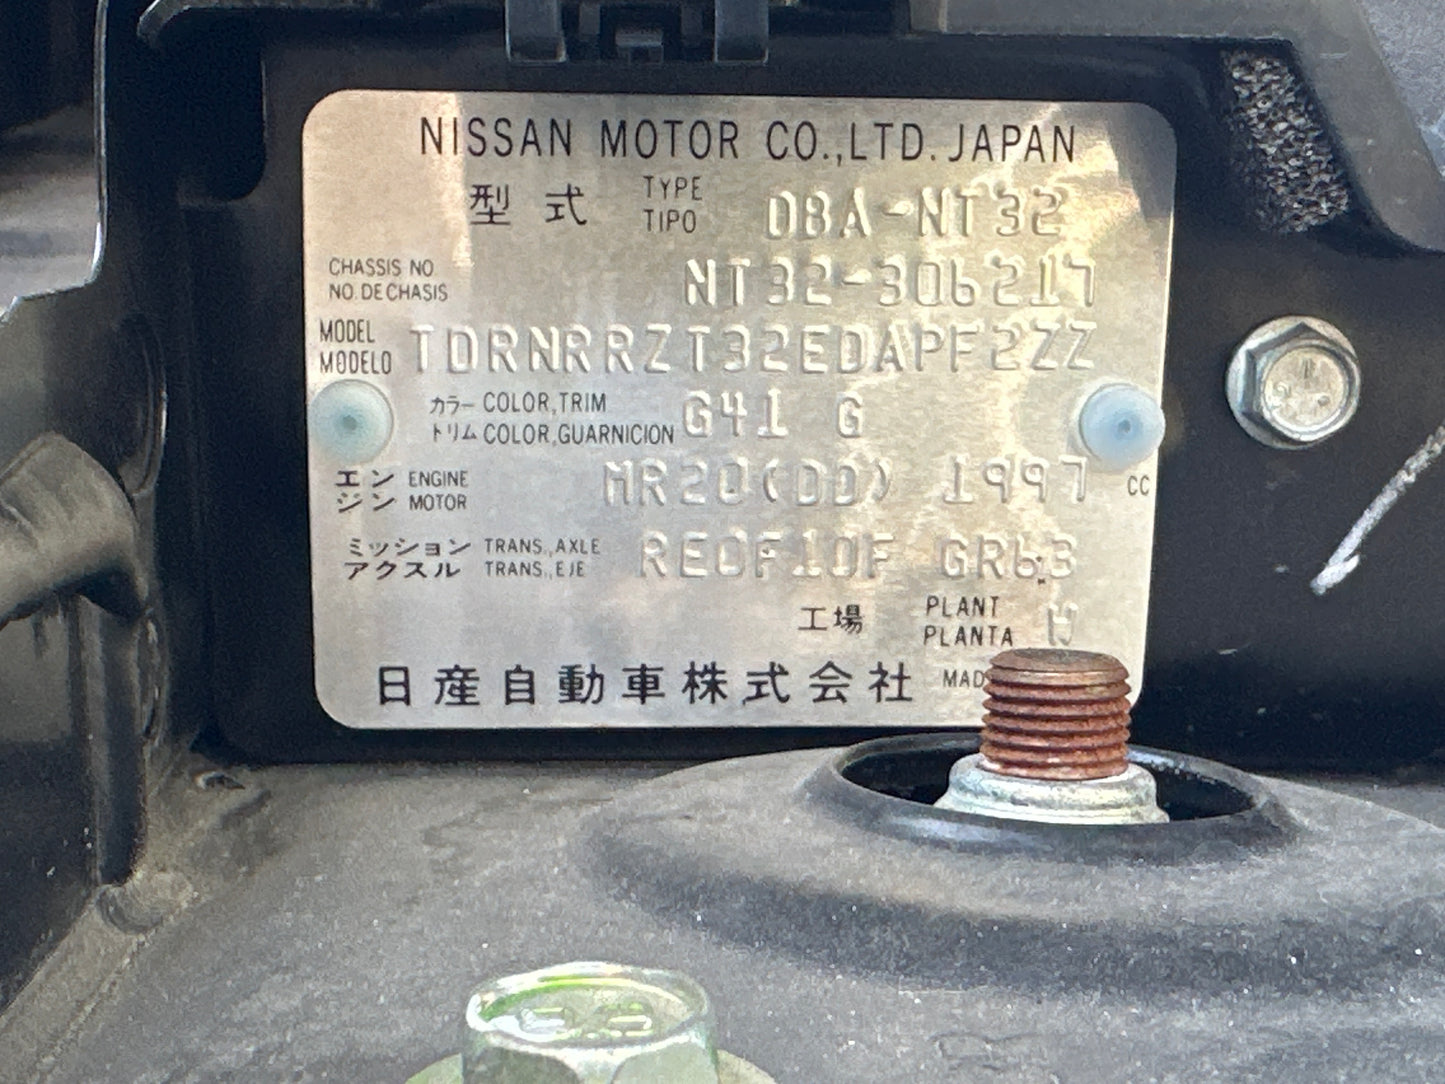 NISSAN MOTOR CO.,LTD. JAPAN
型式 TYPE TIPO DBA-NT32
CHASSIS NO. NO. DE CHASIS NT32-306217
MODEL MODELO TDRNRRZT32EDAPF2ZZ
カラー COLOR,TRIM
トリム COLOR,GUARNICION G41 G
エンジン ENGINE MOTOR MR20(DD) 1997 CC
ミッション TRANS.,AXLE
アクスル TRANS.,EJE RE0F10F GR63
工場 PLANT PLANTA
日産自動車株式会社